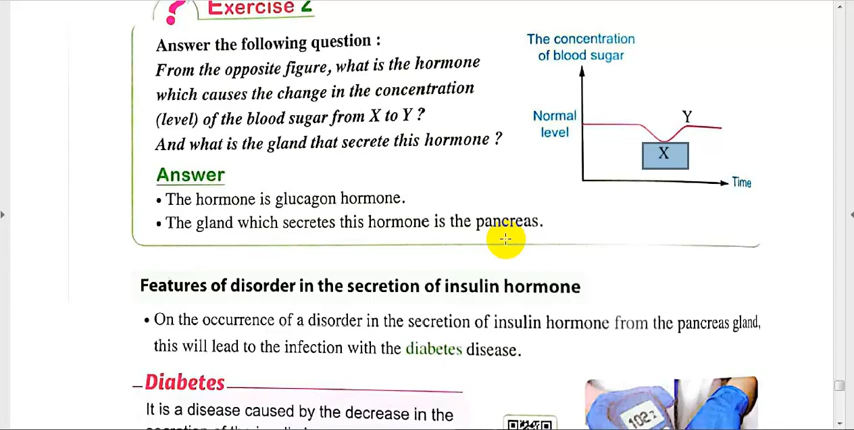 Exercise 2
Answer the following question :
From the opposite figure, what is the hormone
which causes the change in the concentration
(level) of the blood sugar from X to Y ?
And what is the gland that secrete this hormone ?
The concentration
of blood sugar
Normal
level
Y
X
Time
Answer
• The hormone is glucagon hormone.
• The gland which secretes this hormone is the pancreas.
Features of disorder in the secretion of insulin hormone
• On the occurrence of a disorder in the secretion of insulin hormone from the pancreas gland,
this will lead to the infection with the diabetes disease.
Diabetes
It is a disease caused by the decrease in the
102